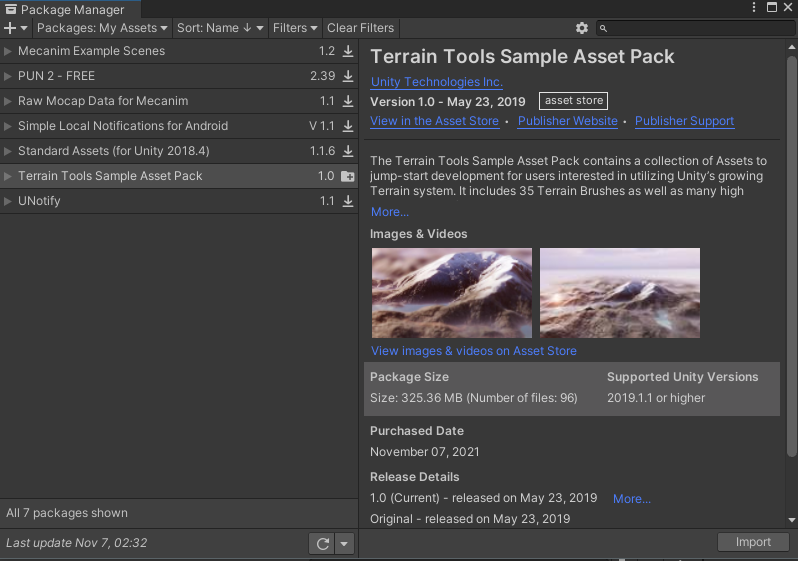 Package Manager
Packages: My Assets Sort: Name ↓ Filters Clear Filters
Mecanim Example Scenes 1.2
PUN 2 - FREE 2.39
Raw Mocap Data for Mecanim 1.1
Simple Local Notifications for Android V 1.1
Standard Assets (for Unity 2018.4) 1.1.6
Terrain Tools Sample Asset Pack 1.0
UNotify 1.1
All 7 packages shown
Last update Nov 7, 02:32
Terrain Tools Sample Asset Pack
Unity Technologies Inc.
Version 1.0 - May 23, 2019 asset store
View in the Asset Store • Publisher Website • Publisher Support
The Terrain Tools Sample Asset Pack contains a collection of Assets to
jump-start development for users interested in utilizing Unity's growing
Terrain system. It includes 35 Terrain Brushes as well as many high
More...
Images & Videos
View images & videos on Asset Store
Package Size Supported Unity Versions
Size: 325.36 MB (Number of files: 96) 2019.1.1 or higher
Purchased Date
November 07, 2021
Release Details
1.0 (Current) - released on May 23, 2019 More...
Original - released on May 23, 2019
Import